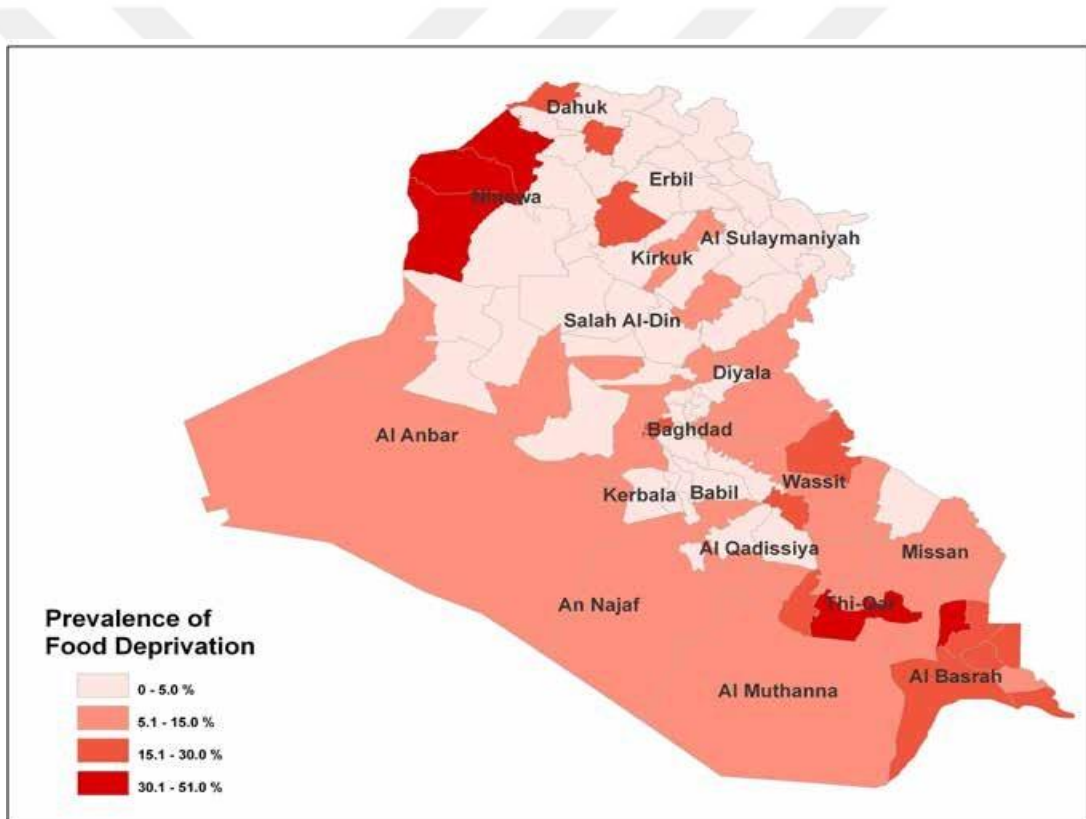 Dahuk
Ninewa
Erbil
Al Sulaymaniyah
Kirkuk
Salah Al-Din
Diyala
Al Anbar
Baghdad
Wassit
Kerbala
Babil
Al Qadissiya
Missan
An Najaf
Thi-Qar
Al Basrah
Al Muthanna
Prevalence of
Food Deprivation
0 - 5.0 %
5.1 - 15.0 %
15.1 - 30.0 %
30.1 - 51.0 %